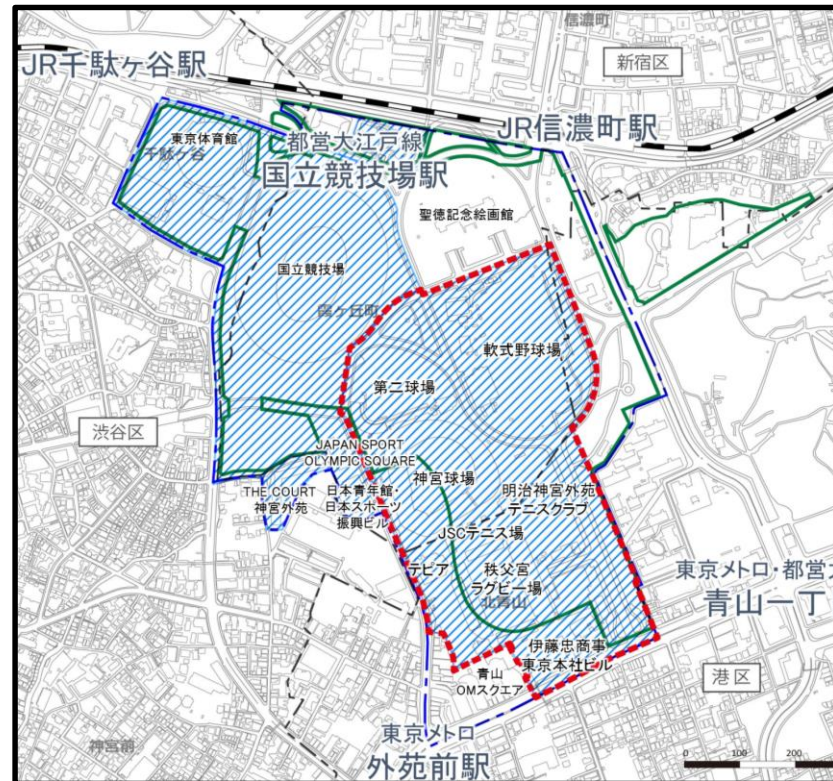 信濃町
JR千駄ヶ谷駅
新宿区
JR信濃町駅
東京体育館
千駄ヶ谷
都営大江戸線
国立競技場駅
聖徳記念絵画館
国立競技場
霞ヶ丘町
軟式野球場
第二球場
渋谷区
JAPAN SPORT
OLYMPIC SQUARE
神宮球場
THE COURT
神宮外苑
日本青年館・
日本スポーツ
振興ビル
明治神宮外苑
テニスクラブ
JSCテニス場
テピア
秩父宮
ラグビー場
北青山
東京メトロ・都営
青山一丁
伊藤忠商事
東京本社ビル
青山
OMスクエア
港区
東京メトロ
外苑前駅
神宮前
0 100 200